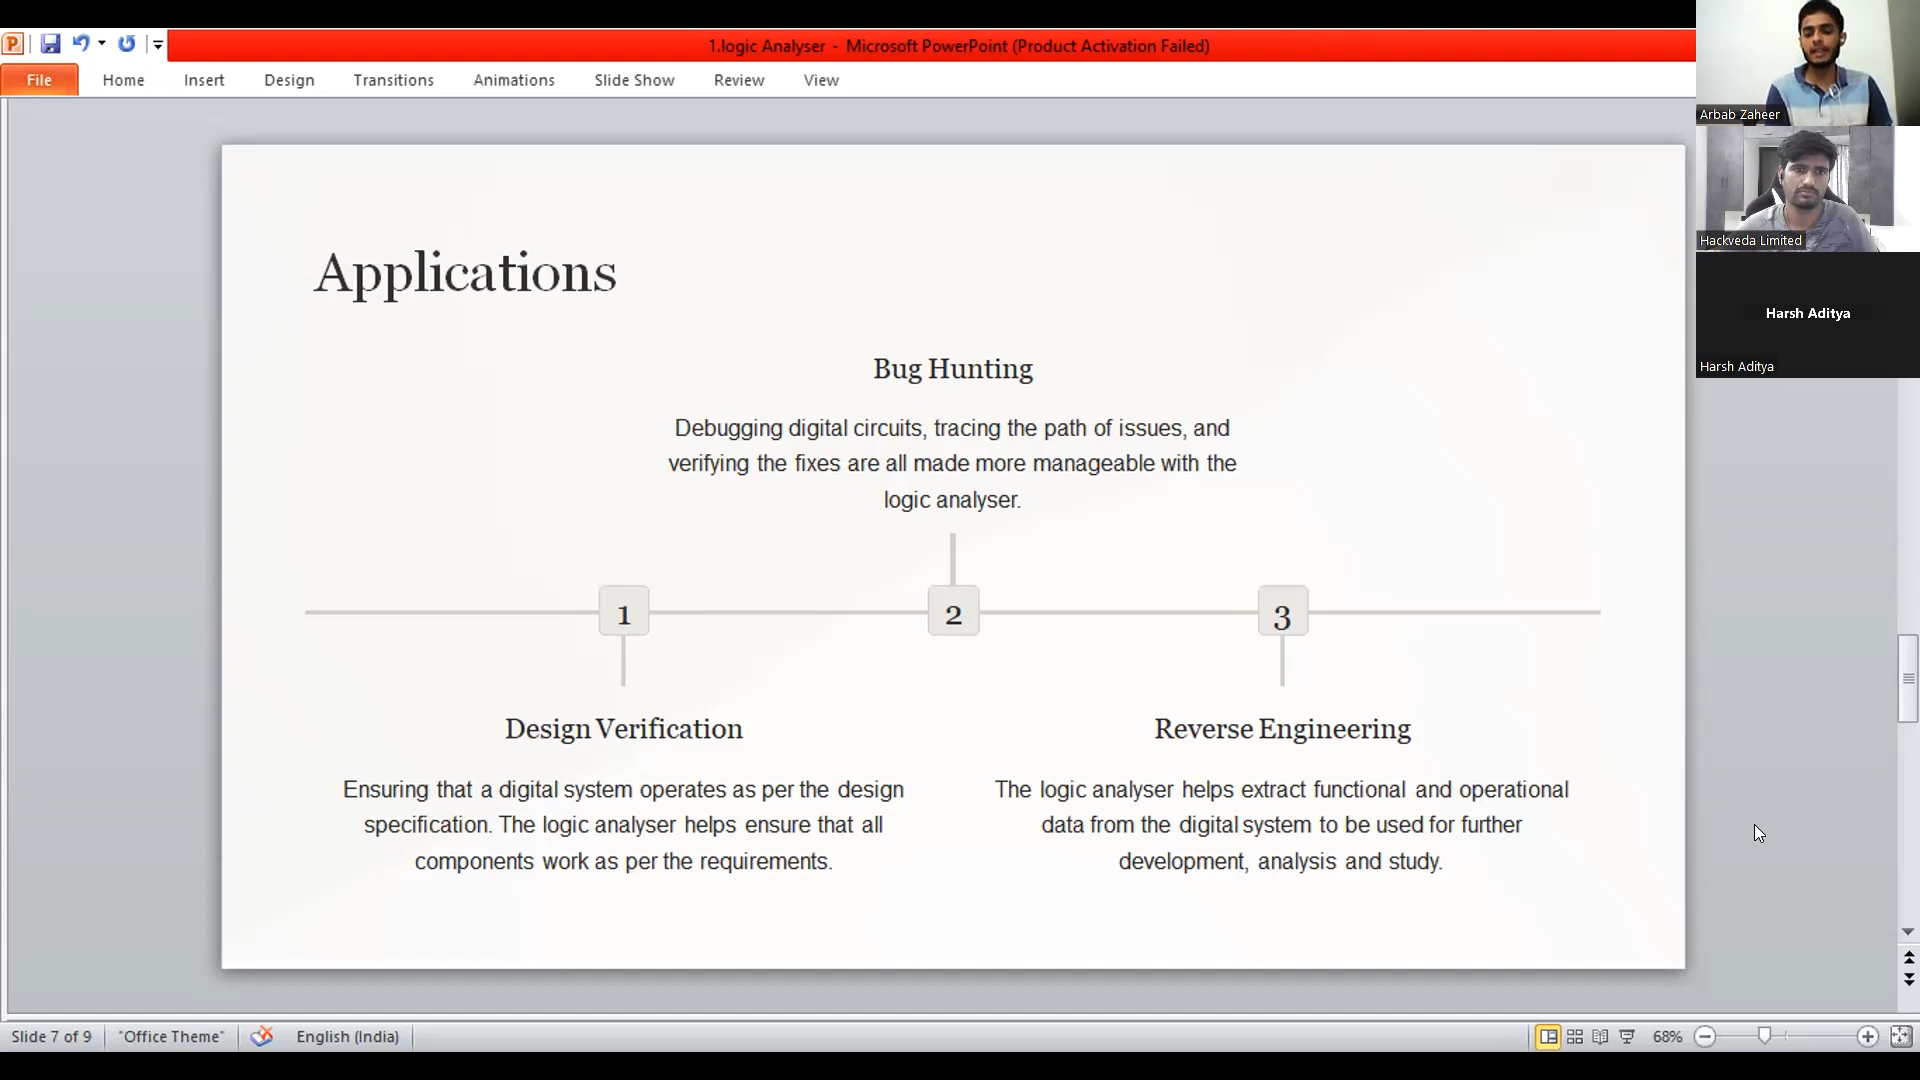 1.logic Analyser - Microsoft PowerPoint (Product Activation Failed)
File Home Insert Design Transitions Animations Slide Show Review View
Arbab Zaheer
Hackveda Limited
Harsh Aditya
Harsh Aditya
Applications
Bug Hunting
Debugging digital circuits, tracing the path of issues, and
verifying the fixes are all made more manageable with the
logic analyser.
1 2 3
Design Verification
Ensuring that a digital system operates as per the design
specification. The logic analyser helps ensure that all
components work as per the requirements.
Reverse Engineering
The logic analyser helps extract functional and operational
data from the digital system to be used for further
development, analysis and study.
Slide 7 of 9 "Office Theme" English (India) 68%